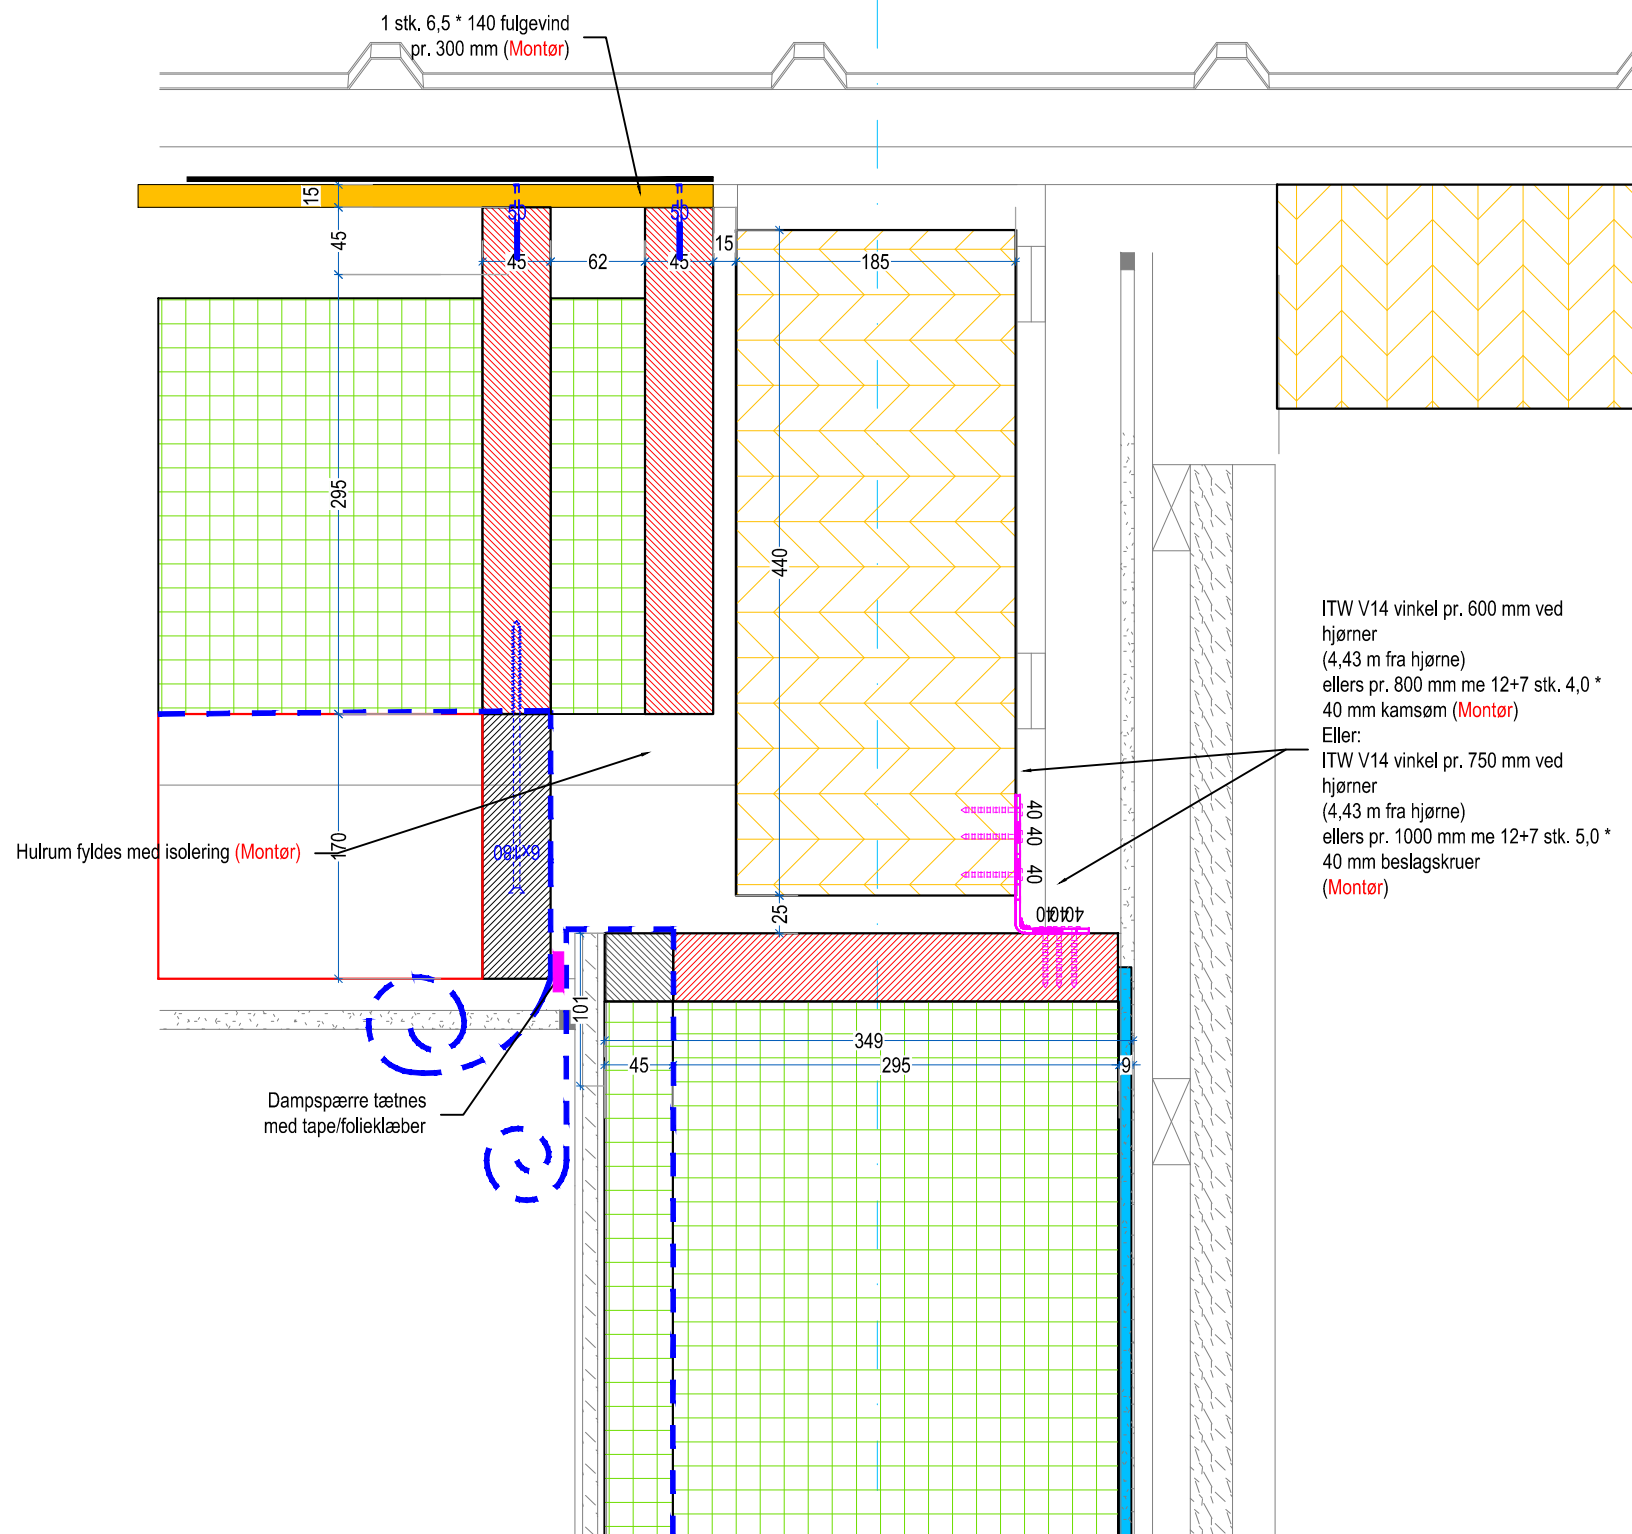 1 stk. 6,5 * 140 fulgevind
pr. 300 mm (Montør)
15
45
50
50
45
62
45
15
185
295
440
ITW V14 vinkel pr. 600 mm ved
hjørner
(4,43 m fra hjørne)
ellers pr. 800 mm me 12+7 stk. 4,0 *
40 mm kamsøm (Montør)
Eller:
ITW V14 vinkel pr. 750 mm ved
hjørner
(4,43 m fra hjørne)
ellers pr. 1000 mm me 12+7 stk. 5,0 *
40 mm beslagskruer
(Montør)
Hulrum fyldes med isolering (Montør)
170
6x180
40
40
40
25
40
40
40
101
349
45
295
9
Dampspærre tætnes
med tape/folieklæber